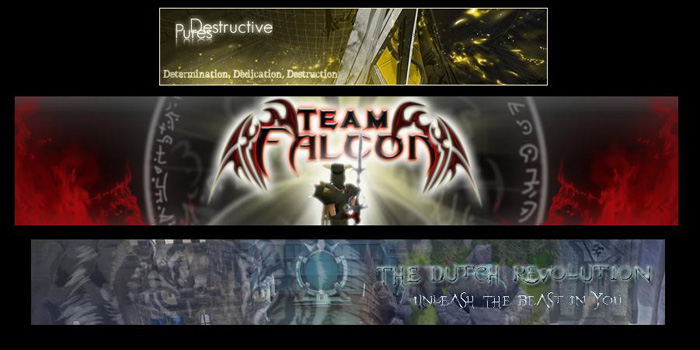 Destructive
Pures
Determination, Dedication, Destruction
TEAM
FALCON
THE DUTCH REVOLUTION
UNLEASH THE BEAST IN YOU